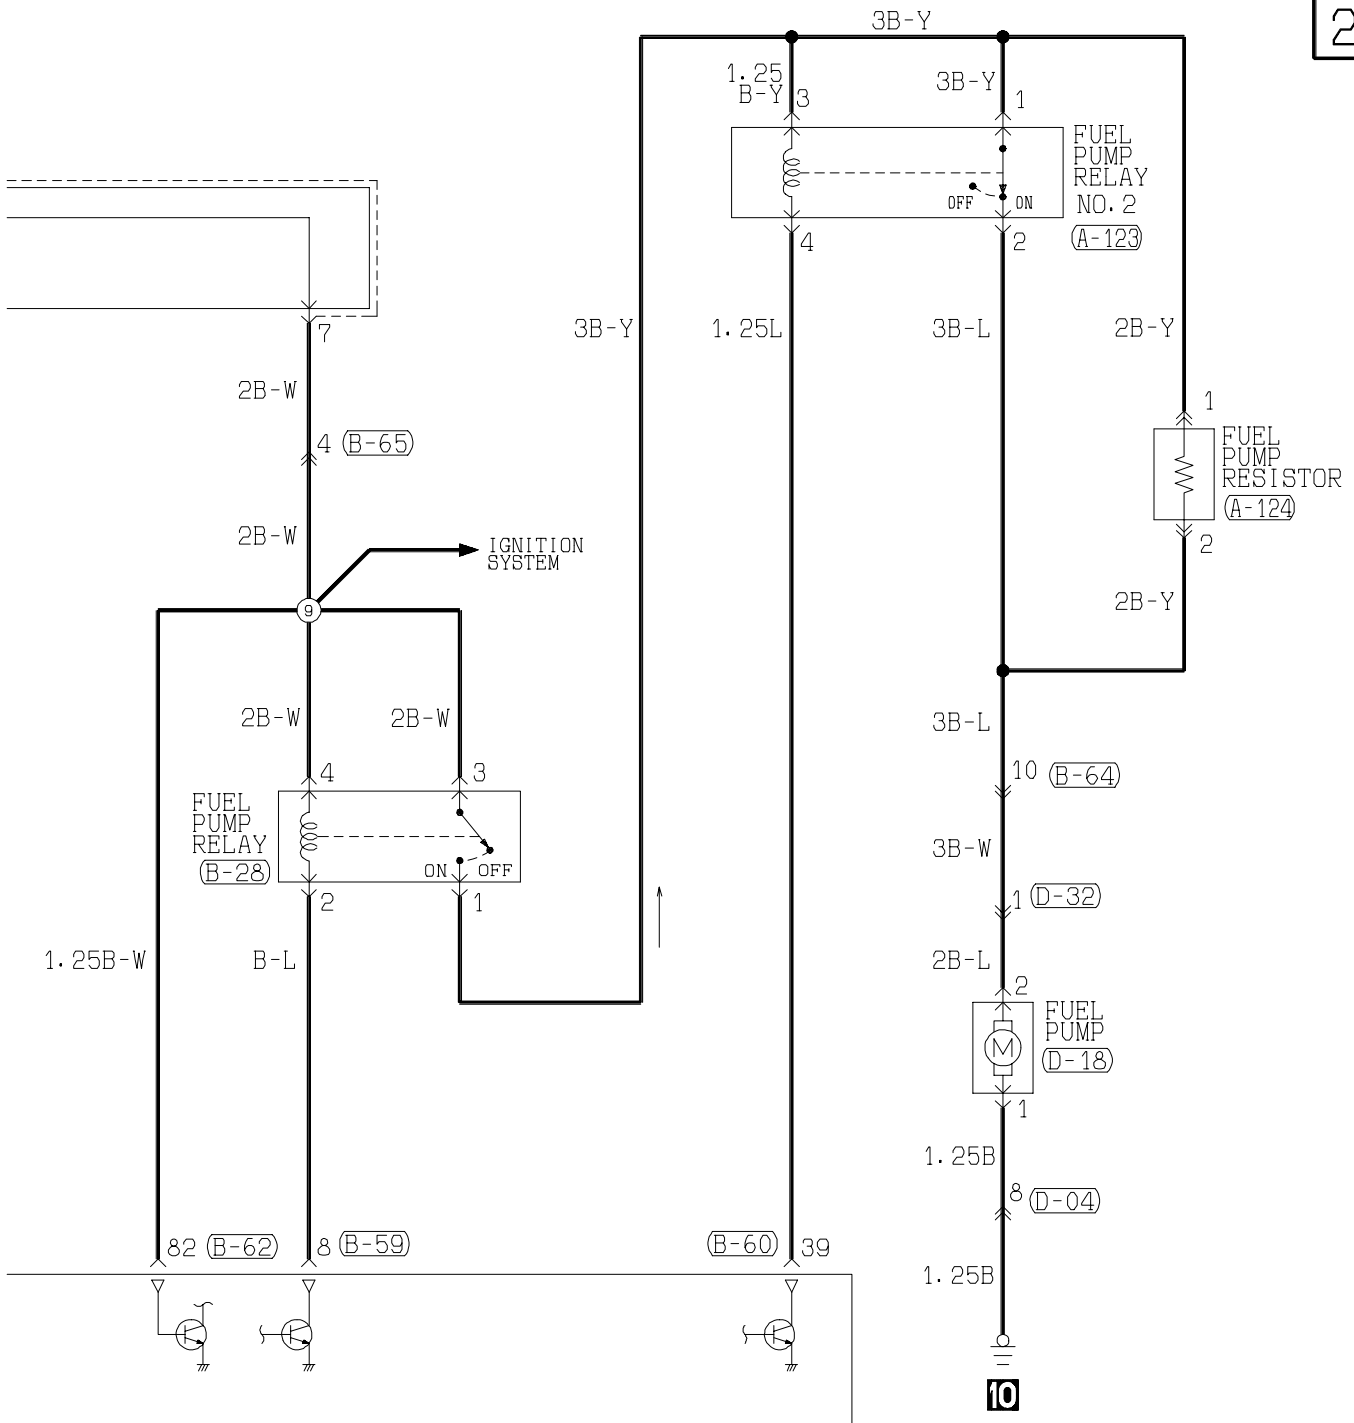 2
3B-Y
1.25
B-Y
3
3B-Y
1
FUEL
PUMP
RELAY
NO.2
(A-123)
OFF
ON
4
2
7
3B-Y
1.25L
3B-L
2B-Y
2B-W
1
4
(B-65)
FUEL
PUMP
RESISTOR
(A-124)
2B-W
IGNITION
SYSTEM
2
9
2B-Y
2B-W
2B-W
3B-L
4
3
10
(B-64)
FUEL
PUMP
RELAY
(B-28)
ON
OFF
3B-W
2
1
1
(D-32)
1.25B-W
B-L
2B-L
2
FUEL
PUMP
(D-18)
M
1
1.25B
8
(D-04)
82
(B-62)
8
(B-59)
(B-60)
39
1.25B
10